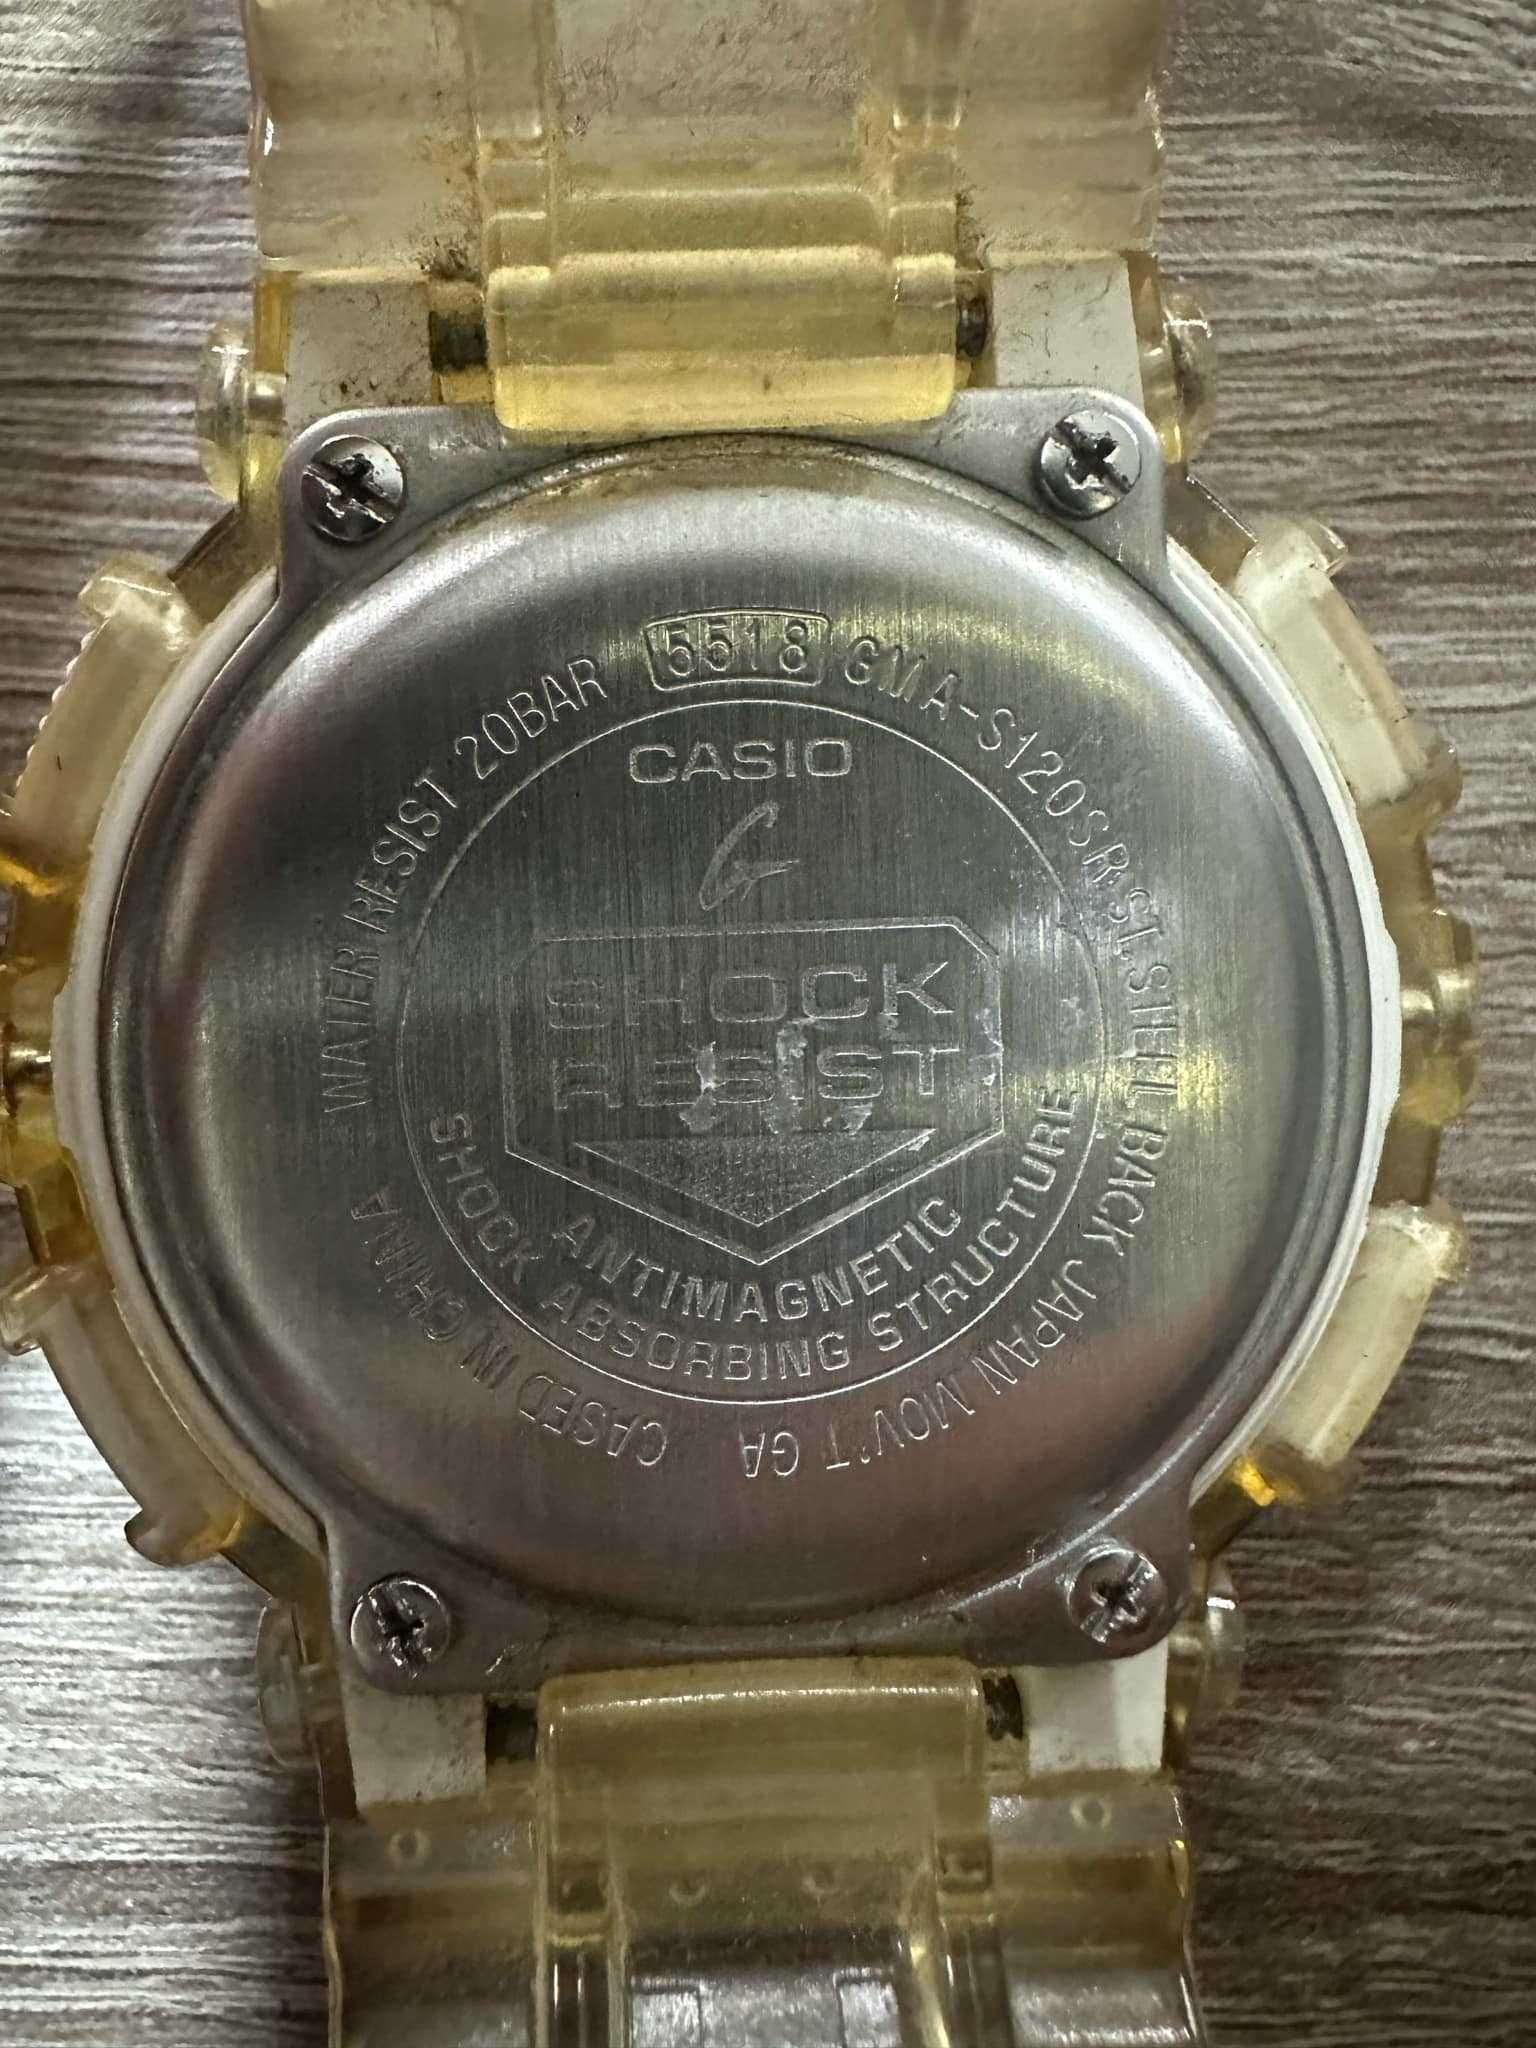 WATER RESIST 20BAR 5518 GMA-S120SR ST.STEEL BACK JAPAN MOV'T GA CASED IN CHINA
CASIO
G
SHOCK
RESIST
ANTIMAGNETIC
SHOCK ABSORBING STRUCTURE